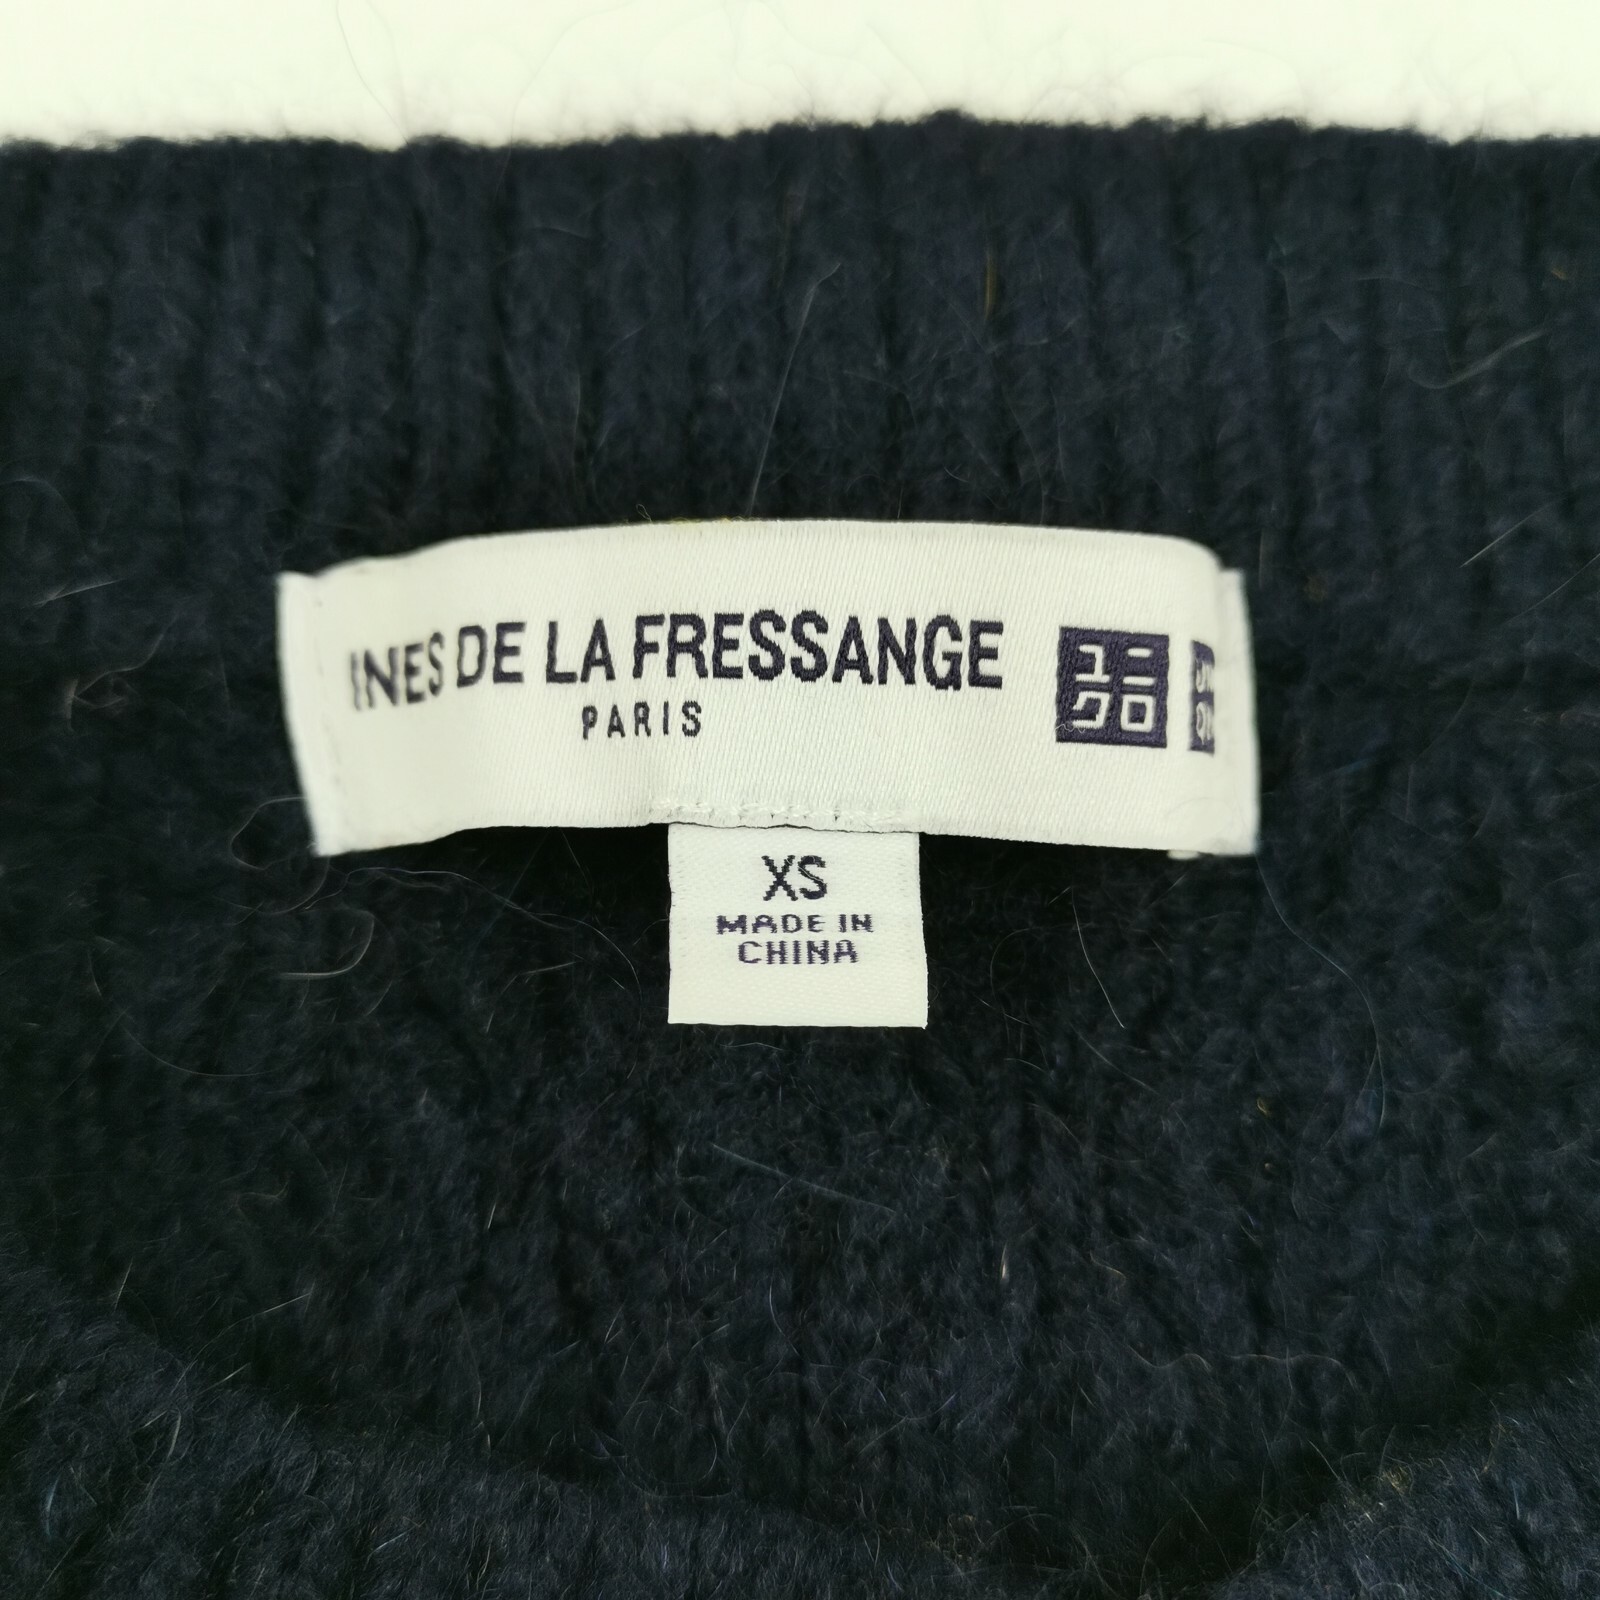 INES DE LA FRESSANGE
PARIS
ユニ
クロ
XS
MADE IN
CHINA